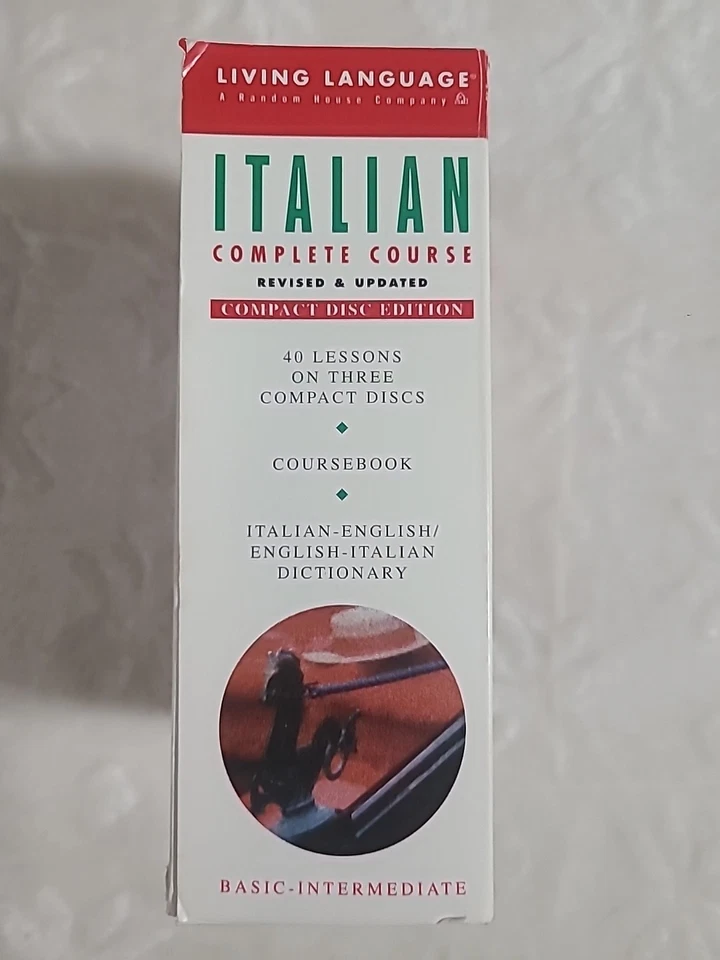 LIVING LANGUAGE®
A Random House Company
ITALIAN
COMPLETE COURSE
REVISED & UPDATED
COMPACT DISC EDITION
40 LESSONS
ON THREE
COMPACT DISCS
COURSEBOOK
ITALIAN-ENGLISH/
ENGLISH-ITALIAN
DICTIONARY
BASIC-INTERMEDIATE